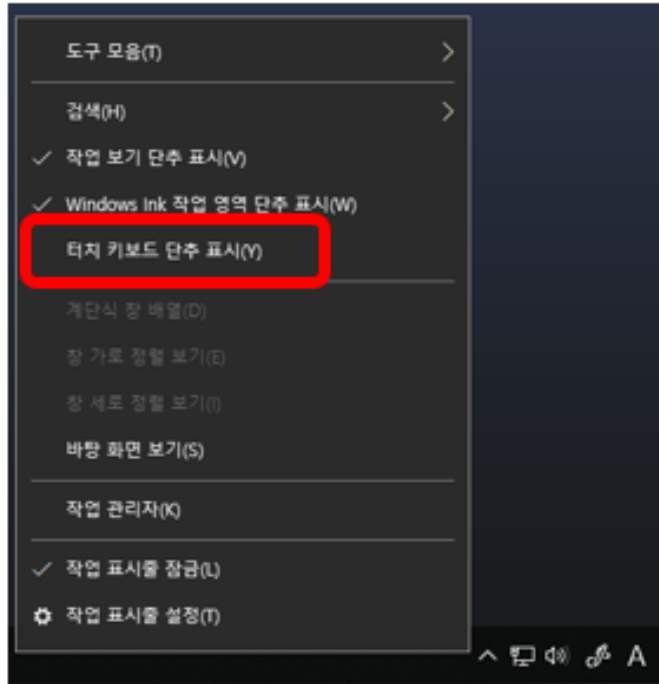 도구 모음(T)
검색(H)
작업 보기 단추 표시(V)
Windows Ink 작업 영역 단추 표시(W)
터치 키보드 단추 표시(Y)
계단식 창 배열(D)
창 가로 정렬 보기(E)
창 세로 정렬 보기(I)
바탕 화면 보기(S)
작업 관리자(K)
작업 표시줄 잠금(L)
작업 표시줄 설정(T)
A